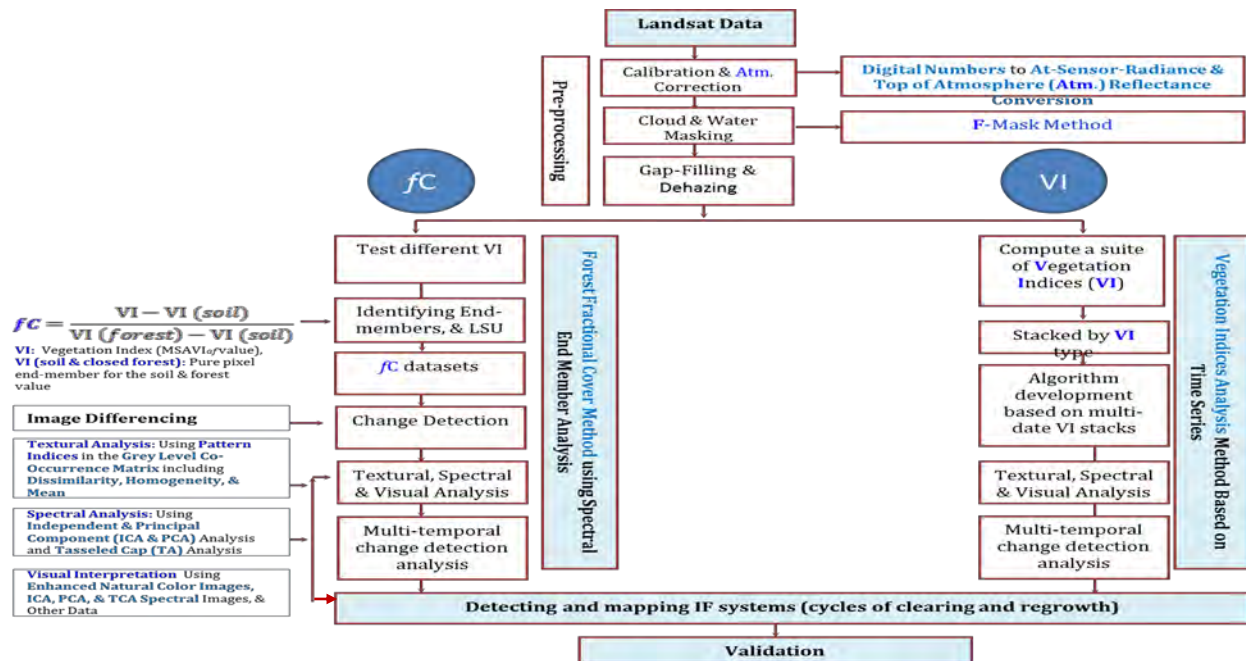 Landsat Data
Pre-processing
Calibration & Atm.
Correction
Digital Numbers to At-Sensor-Radiance &
Top of Atmosphere (Atm.) Reflectance
Conversion
Cloud & Water
Masking
F-Mask Method
Gap-Filling &
Dehazing
fC
VI
Test different VI
Identifying End-
members, & LSU
fC datasets
Change Detection
Textural, Spectral
& Visual Analysis
Multi-temporal
change detection
analysis
Forest Fractional Cover Method using Spectral
End Member Analysis
fC = VI − VI (soil)
VI (forest) − VI (soil)
VI: Vegetation Index (MSAVIaf value),
VI (soil & closed forest): Pure pixel
end-member for the soil & forest
value
Image Differencing
Textural Analysis: Using Pattern
Indices in the Grey Level Co-
Occurrence Matrix including
Dissimilarity, Homogeneity, &
Mean
Spectral Analysis: Using
Independent & Principal
Component (ICA & PCA) Analysis
and Tasseled Cap (TA) Analysis
Visual Interpretation Using
Enhanced Natural Color Images,
ICA, PCA, & TCA Spectral Images, &
Other Data
Compute a suite
of Vegetation
Indices (VI)
Stacked by VI
type
Algorithm
development
based on multi-
date VI stacks
Textural, Spectral
& Visual Analysis
Multi-temporal
change detection
analysis
Vegetation Indices Analysis Method Based on
Time Series
Detecting and mapping IF systems (cycles of clearing and regrowth)
Validation